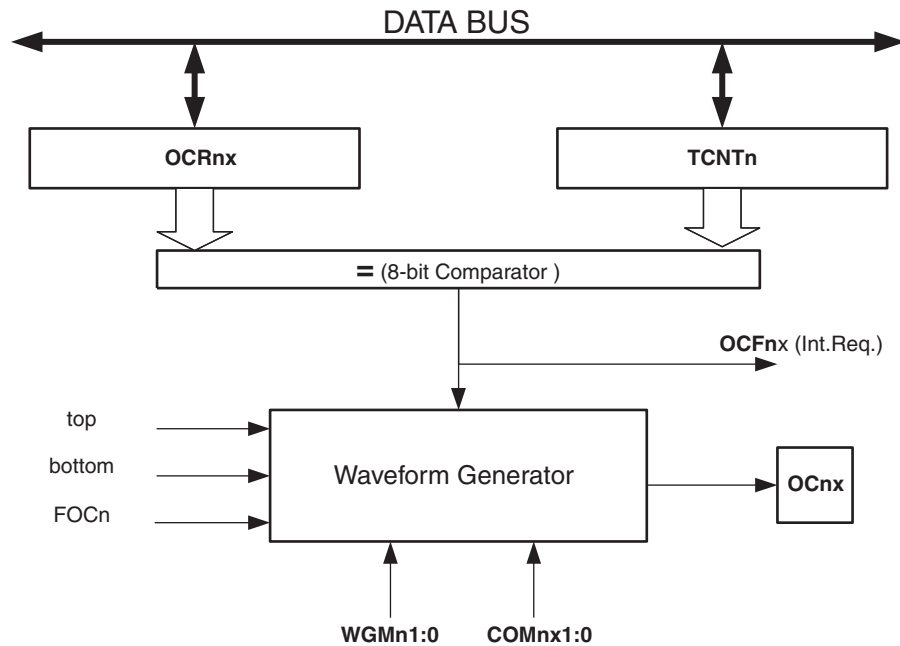 DATA BUS
OCRnx
TCNTn
= (8-bit Comparator )
OCFnx (Int.Req.)
top
bottom
FOCn
Waveform Generator
OCnx
WGMn1:0
COMnx1:0